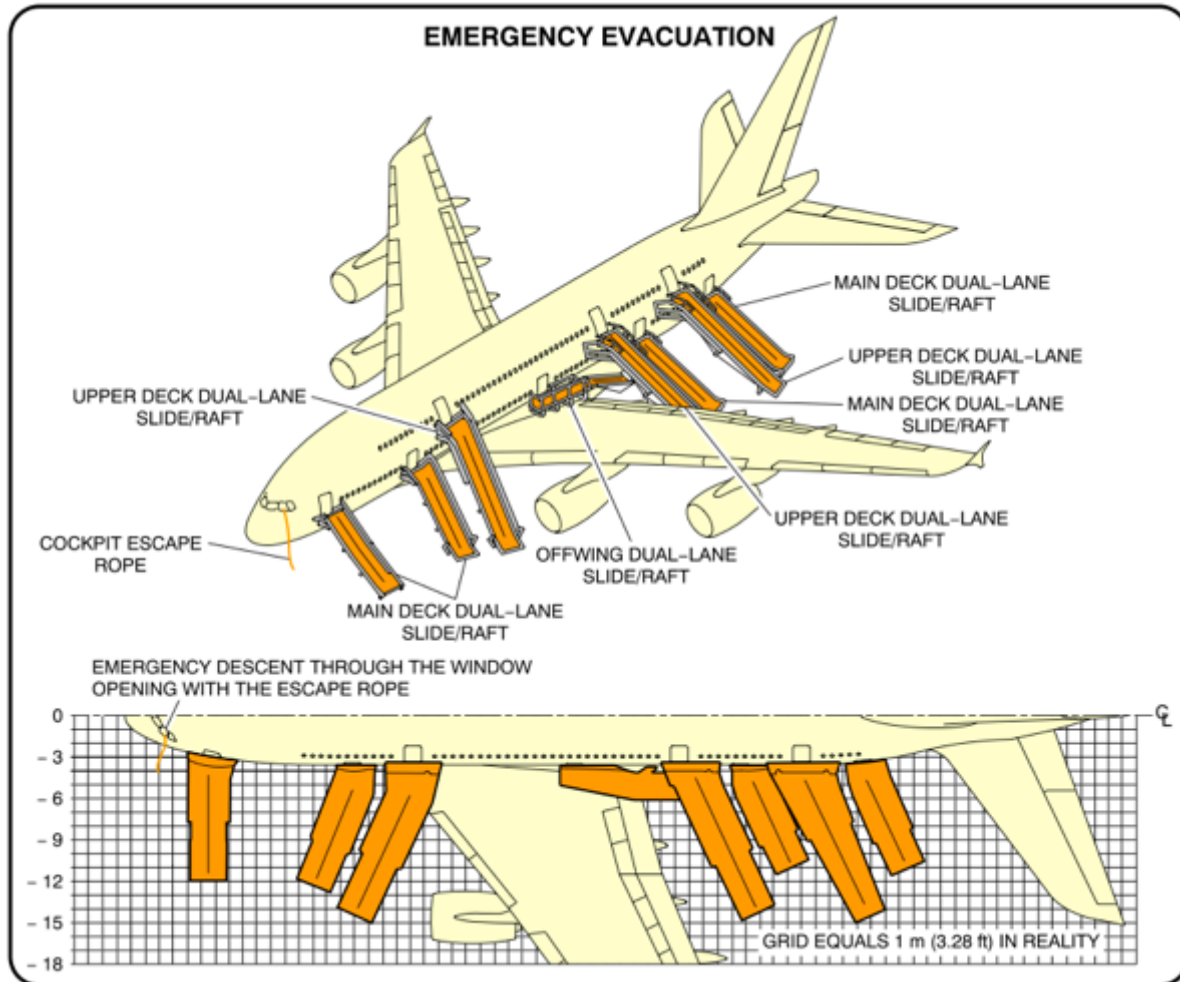 EMERGENCY EVACUATION
MAIN DECK DUAL−LANE
SLIDE/RAFT
UPPER DECK DUAL−LANE
SLIDE/RAFT
UPPER DECK DUAL−LANE
SLIDE/RAFT
MAIN DECK DUAL−LANE
SLIDE/RAFT
UPPER DECK DUAL−LANE
SLIDE/RAFT
COCKPIT ESCAPE
ROPE
OFFWING DUAL−LANE
SLIDE/RAFT
MAIN DECK DUAL−LANE
SLIDE/RAFT
EMERGENCY DESCENT THROUGH THE WINDOW
OPENING WITH THE ESCAPE ROPE
0
℄
− 3
− 6
− 9
− 12
− 15
− 18
GRID EQUALS 1 m (3.28 ft) IN REALITY